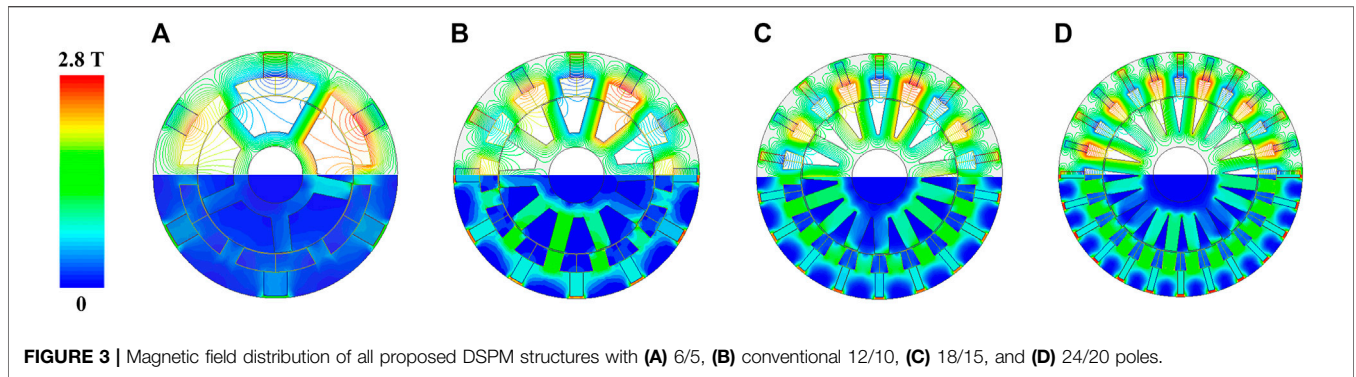 A
B
C
D
2.8 T
0
FIGURE 3 | Magnetic field distribution of all proposed DSPM structures with (A) 6/5, (B) conventional 12/10, (C) 18/15, and (D) 24/20 poles.